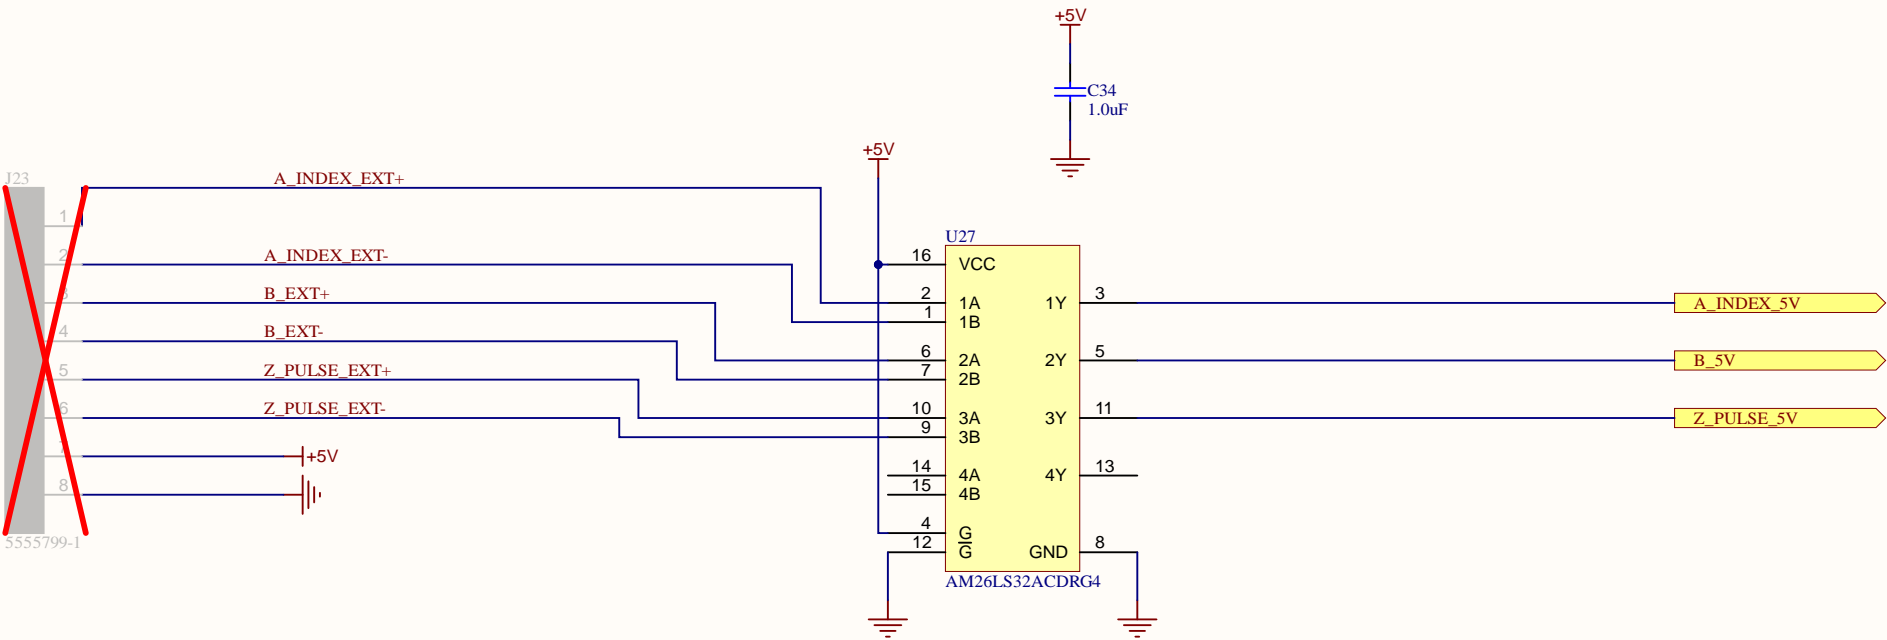 +5V
C34
1.0uF
+5V
J23
A_INDEX_EXT+
1
A_INDEX_EXT-
2
B_EXT+
3
B_EXT-
4
Z_PULSE_EXT+
5
Z_PULSE_EXT-
6
7
+5V
8
5555799-1
U27
16 VCC
2 1A 1Y 3 A_INDEX_5V
1 1B
6 2A 2Y 5 B_5V
7 2B
10 3A 3Y 11 Z_PULSE_5V
9 3B
14 4A 4Y 13
15 4B
4 G
12 G GND 8
AM26LS32ACDRG4